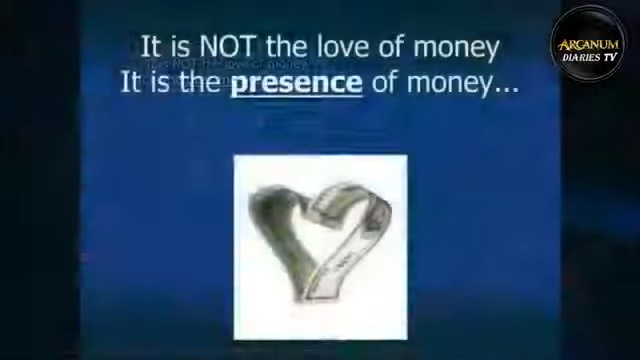 It is NOT the love of money
It is the presence of money...
ARCANUM
DIARIES TV